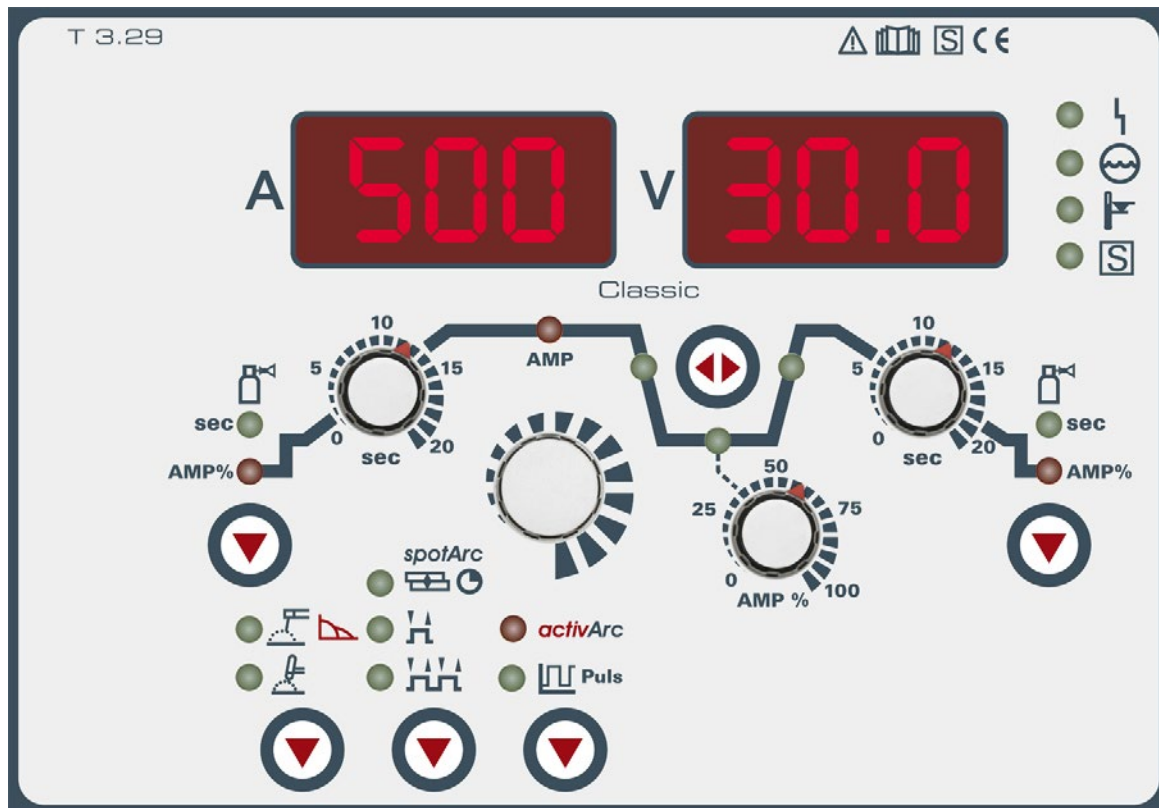 T 3.29
S CE
A 500 V 30.0
S
Classic
10
5 15
0 20
sec
AMP
10
5 15
0 20
sec
sec
AMP%
sec
AMP%
50
25 75
0 100
AMP %
spotArc
activArc
Puls